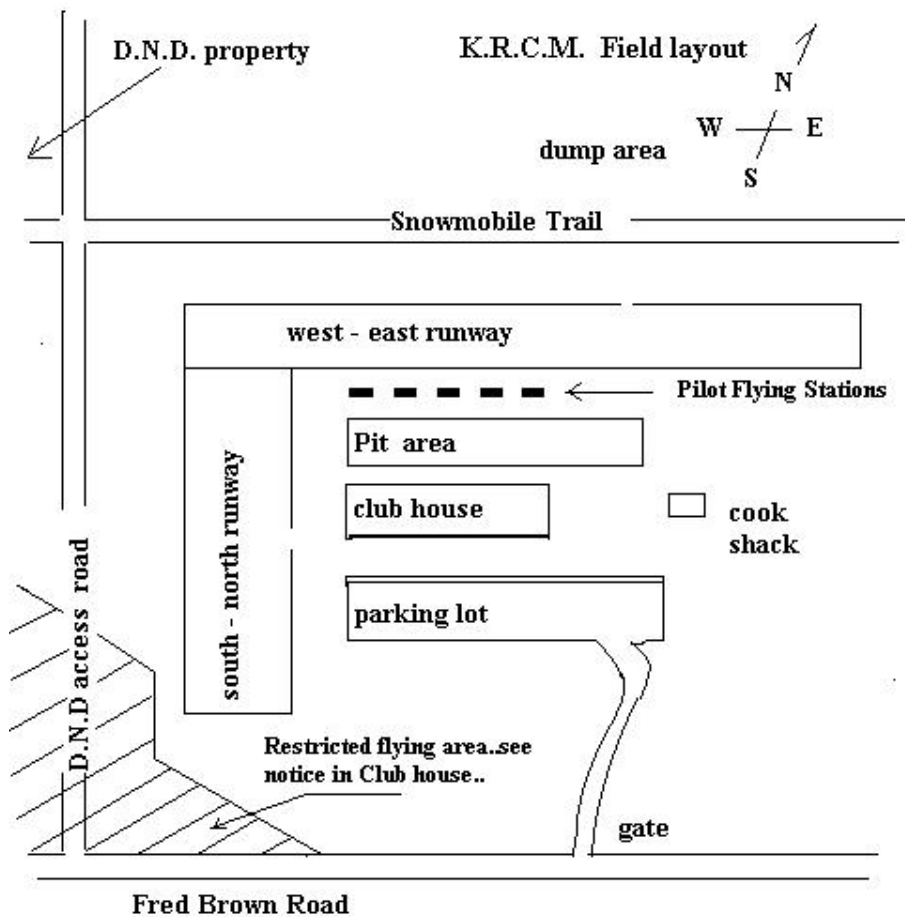 D.N.D. property
K.R.C.M. Field layout
N
W
E
S
dump area
Snowmobile Trail
west - east runway
Pilot Flying Stations
Pit area
club house
cook
shack
parking lot
south - north runway
D.N.D access road
Restricted flying area..see
notice in Club house..
gate
Fred Brown Road